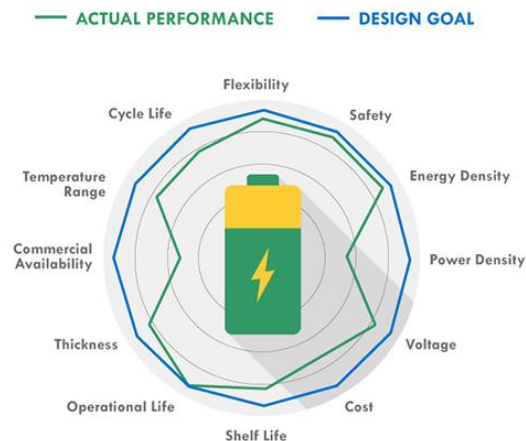 ACTUAL PERFORMANCE
DESIGN GOAL
Flexibility
Safety
Energy Density
Power Density
Voltage
Cost
Shelf Life
Operational Life
Thickness
Commercial
Availability
Temperature
Range
Cycle Life